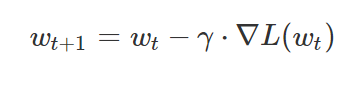 w_{t+1} = w_t − γ · ∇L(w_t)